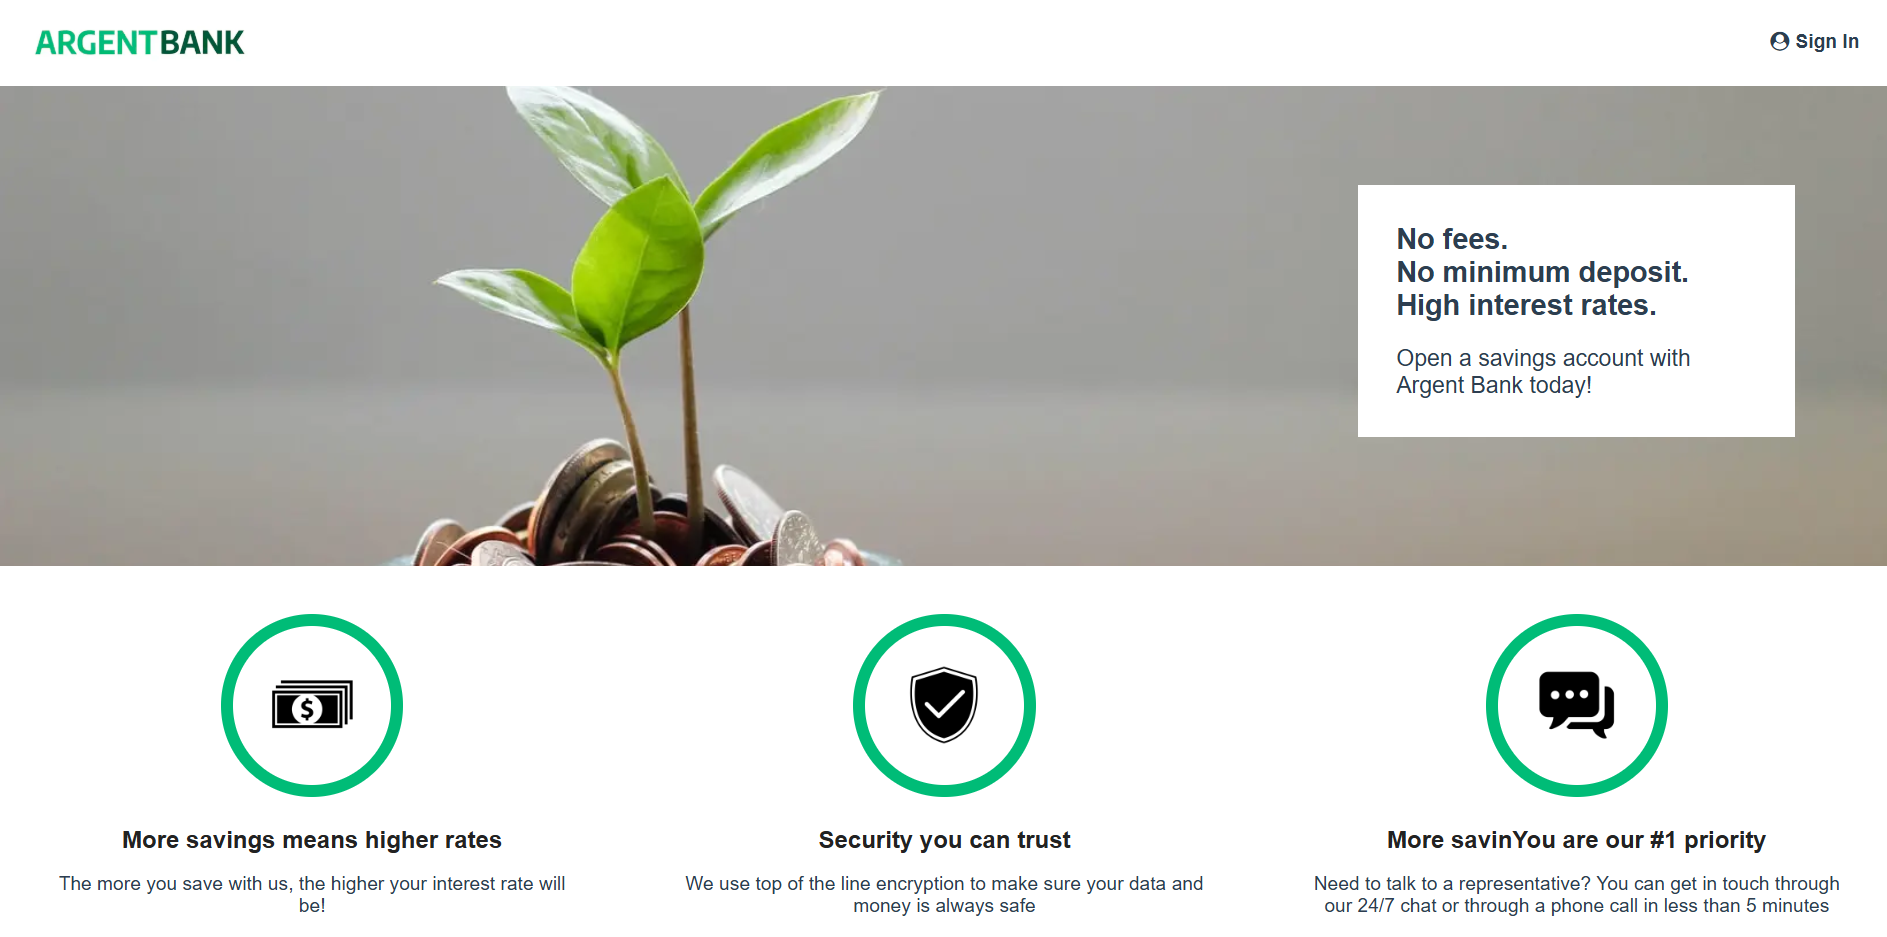 ARGENTBANK
Sign In
No fees.
No minimum deposit.
High interest rates.
Open a savings account with
Argent Bank today!
$
More savings means higher rates
The more you save with us, the higher your interest rate will
be!
Security you can trust
We use top of the line encryption to make sure your data and
money is always safe
More savinYou are our #1 priority
Need to talk to a representative? You can get in touch through
our 24/7 chat or through a phone call in less than 5 minutes